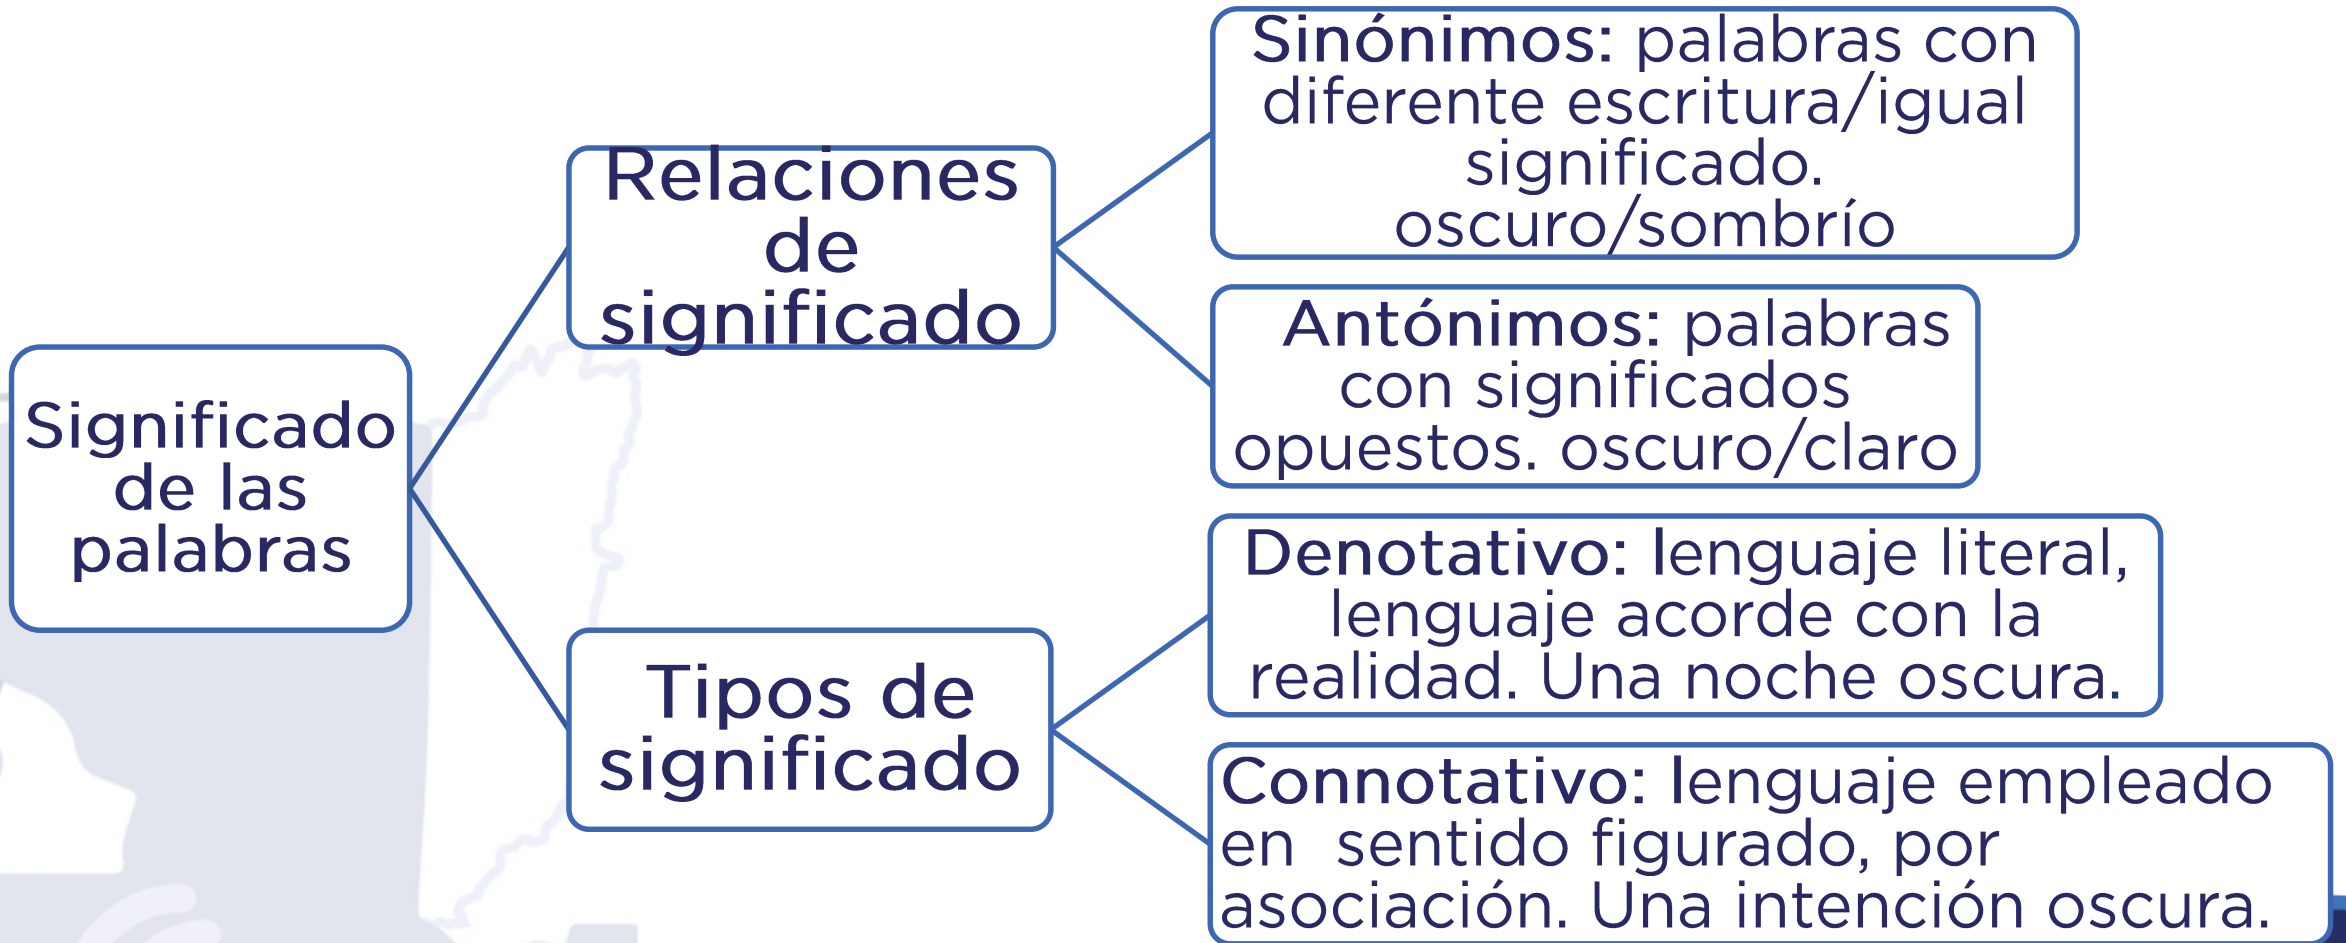 Significado
de las
palabras
Relaciones
de
significado
Sinónimos: palabras con
diferente escritura/igual
significado.
oscuro/sombrío
Antónimos: palabras
con significados
opuestos. oscuro/claro
Tipos de
significado
Denotativo: lenguaje literal,
lenguaje acorde con la
realidad. Una noche oscura.
Connotativo: lenguaje empleado
en  sentido figurado, por
asociación. Una intención oscura.